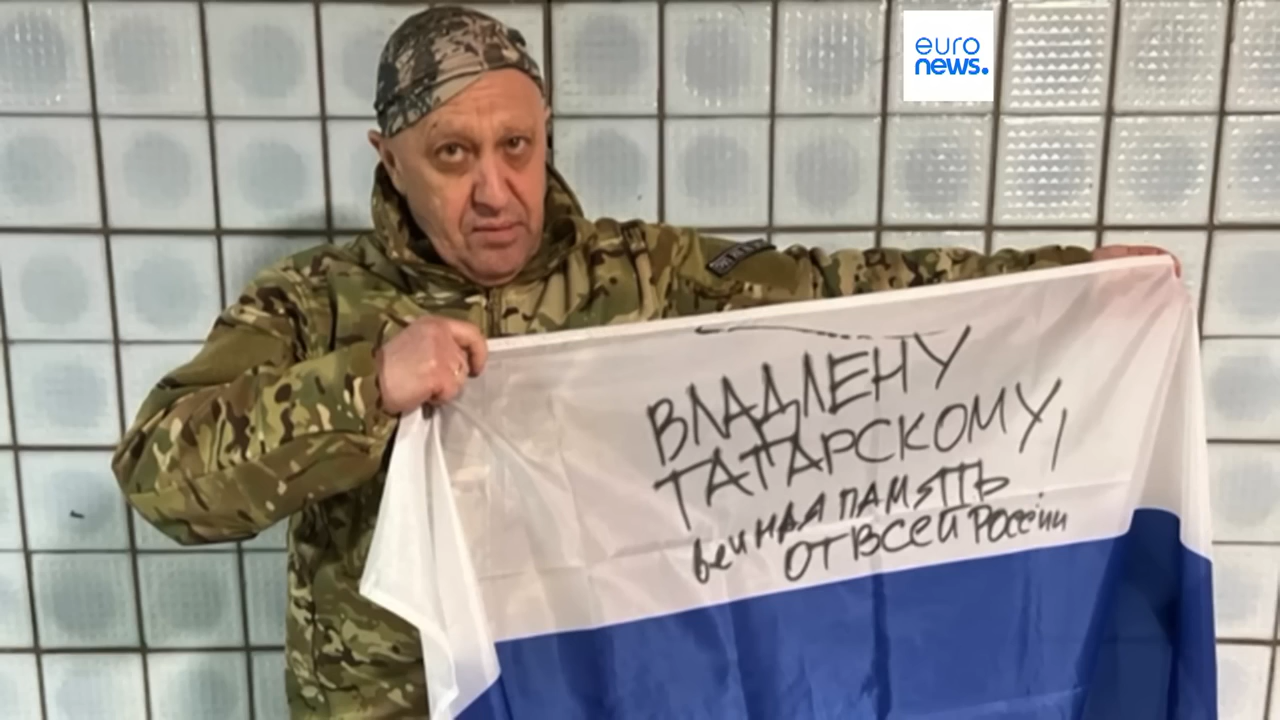 euro
news.
ВЛАДЛЕНУ
ТАТАРСКОМУ,
вечная память
ОТ ВСЕЙ РОССИИ